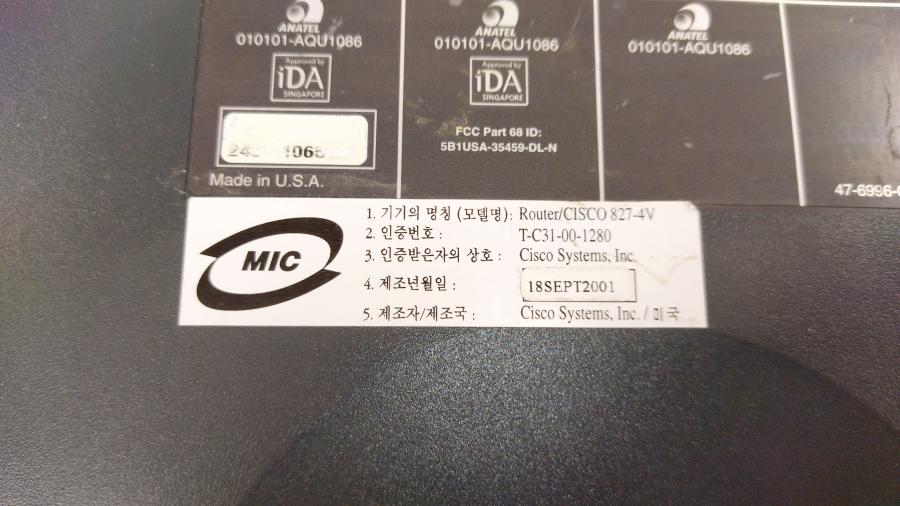 ANATEL
010101-AQU1086
Approved by
iDA
SINGAPORE
Made in U.S.A.
ANATEL
010101-AQU1086
Approved by
iDA
SINGAPORE
FCC Part 68 ID:
5B1USA-35459-DL-N
ANATEL
010101-AQU1086
47-6996-
MIC
1. 기기의 명칭 (모델명): Router/CISCO 827-4V
2. 인증번호 : T-C31-00-1280
3. 인증받은자의 상호 : Cisco Systems, Inc.
4. 제조년월일 : 18SEPT2001
5. 제조자/제조국 : Cisco Systems, Inc. / 미국